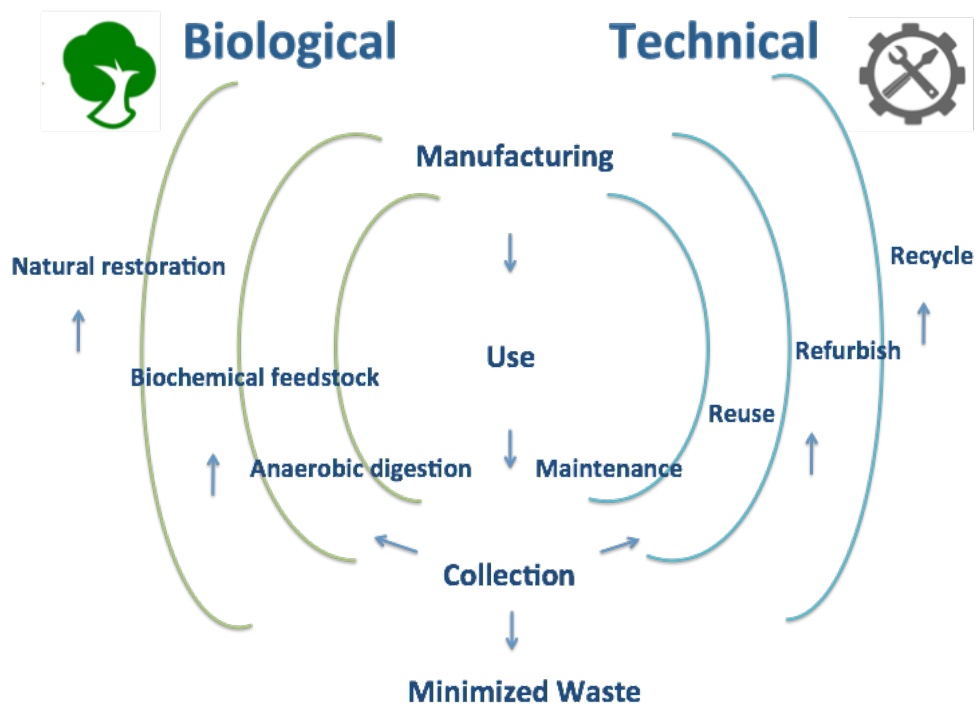 Biological
Technical
Manufacturing
Natural restoration
Recycle
Use
Refurbish
Biochemical feedstock
Reuse
Anaerobic digestion
Maintenance
Collection
Minimized Waste